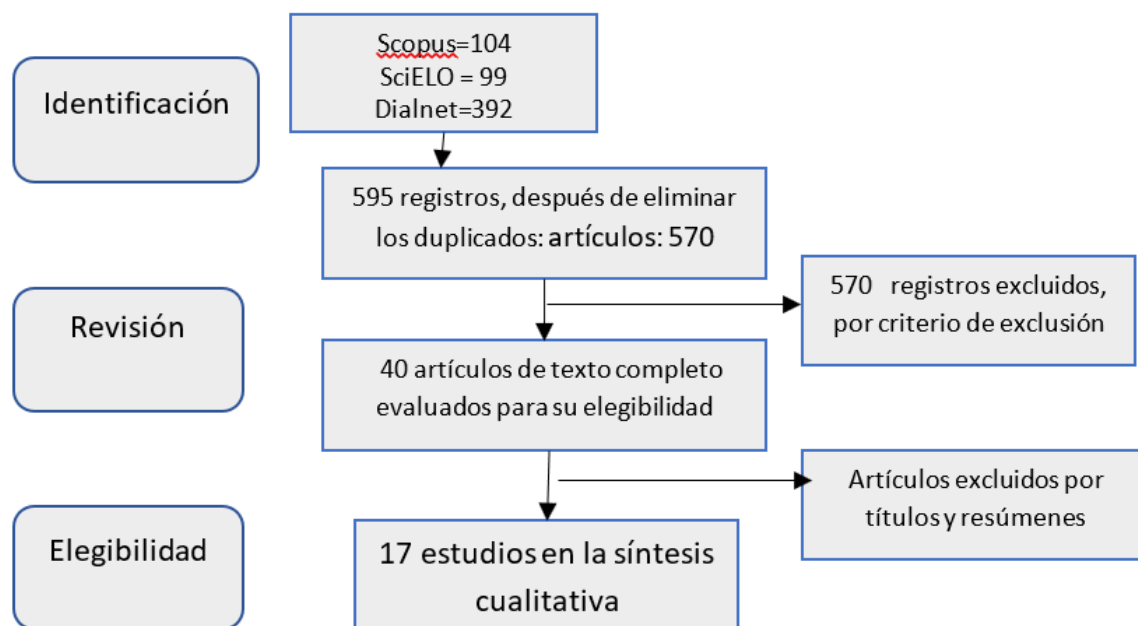 Identificación
Scopus=104
SciELO = 99
Dialnet=392
595 registros, después de eliminar
los duplicados: artículos: 570
Revisión
570 registros excluidos,
por criterio de exclusión
40 artículos de texto completo
evaluados para su elegibilidad
Elegibilidad
Artículos excluidos por
títulos y resúmenes
17 estudios en la síntesis
cualitativa